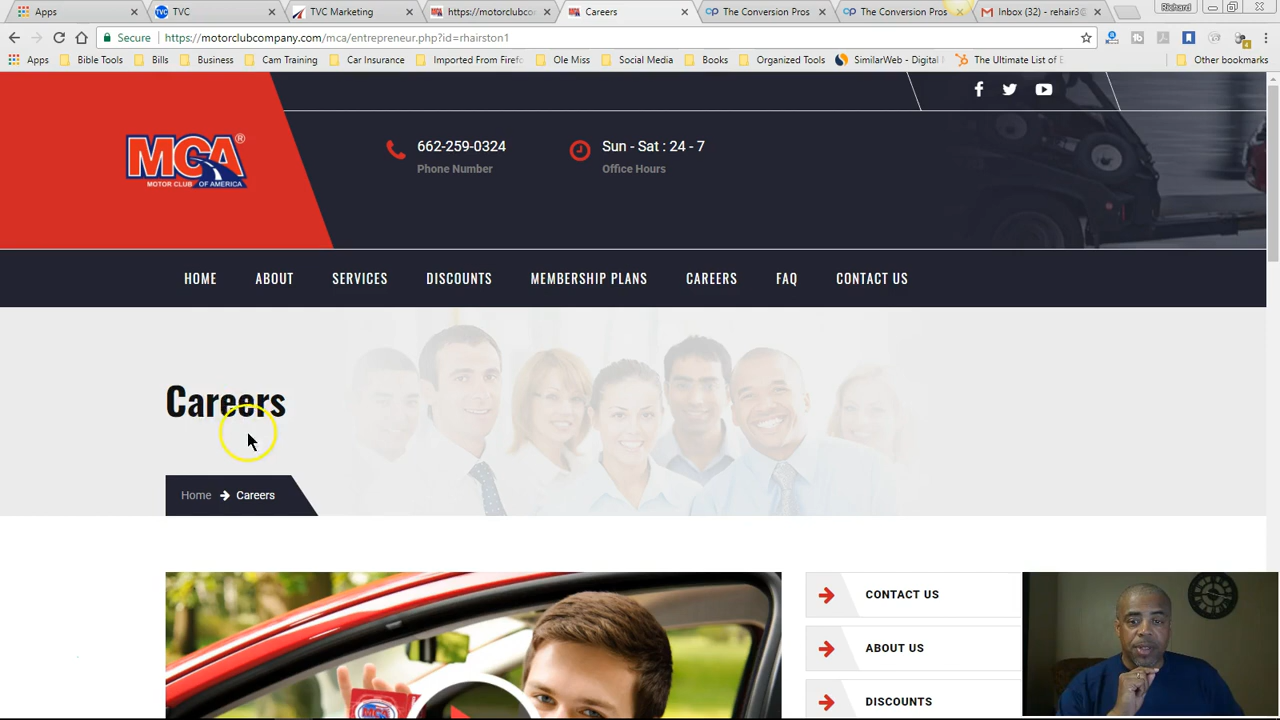 Apps
TVC
TVC Marketing
https://motorclubco
Careers
The Conversion Pros
The Conversion Pros
Inbox (32) - rehair3@
Richard
Secure
https://motorclubcompany.com/mca/entrepreneur.php?id=rhairston1
Apps
Bible Tools
Bills
Business
Cam Training
Car Insurance
Imported From Firef
Ole Miss
Social Media
Books
Organized Tools
SimilarWeb - Digital
The Ultimate List of
Other bookmarks
MCA®
MOTOR CLUB OF AMERICA
662-259-0324
Phone Number
Sun - Sat : 24 - 7
Office Hours
HOME
ABOUT
SERVICES
DISCOUNTS
MEMBERSHIP PLANS
CAREERS
FAQ
CONTACT US
Careers
Home
Careers
MCA
CONTACT US
ABOUT US
DISCOUNTS